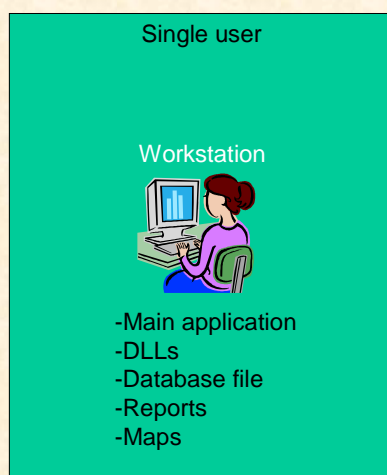 Single user
Workstation
-Main application
-DLLs
-Database file
-Reports
-Maps